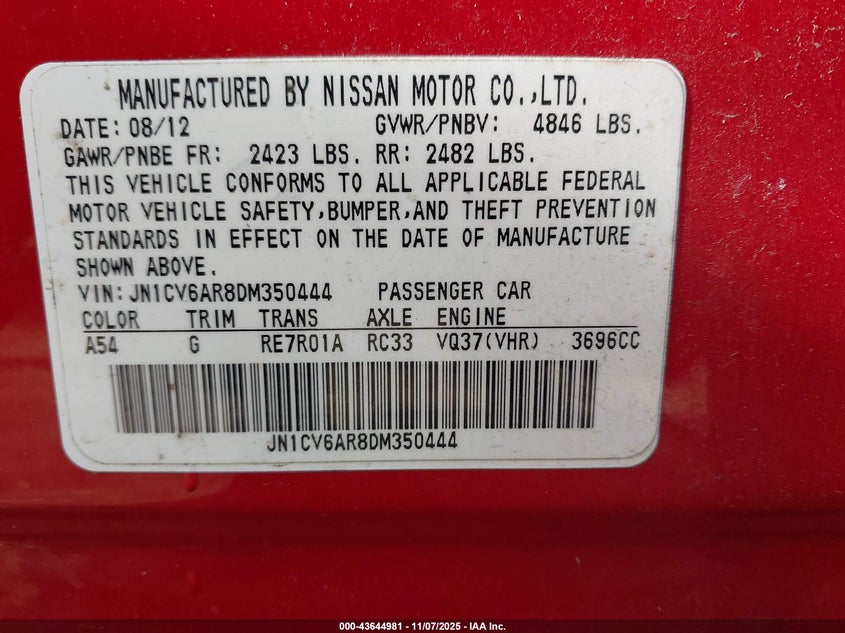 MANUFACTURED BY NISSAN MOTOR CO.,LTD.
DATE: 08/12 GVWR/PNBV: 4846 LBS.
GAWR/PNBE FR: 2423 LBS. RR: 2482 LBS.
THIS VEHICLE CONFORMS TO ALL APPLICABLE FEDERAL
MOTOR VEHICLE SAFETY,BUMPER,AND THEFT PREVENTION
STANDARDS IN EFFECT ON THE DATE OF MANUFACTURE
SHOWN ABOVE.
VIN:JN1CV6AR8DM350444 PASSENGER CAR
COLOR TRIM TRANS AXLE ENGINE
A54 G RE7R01A RC33 VQ37(VHR) 3696CC
JN1CV6AR8DM350444
000-43644981 - 11/07/2025 - IAA Inc.